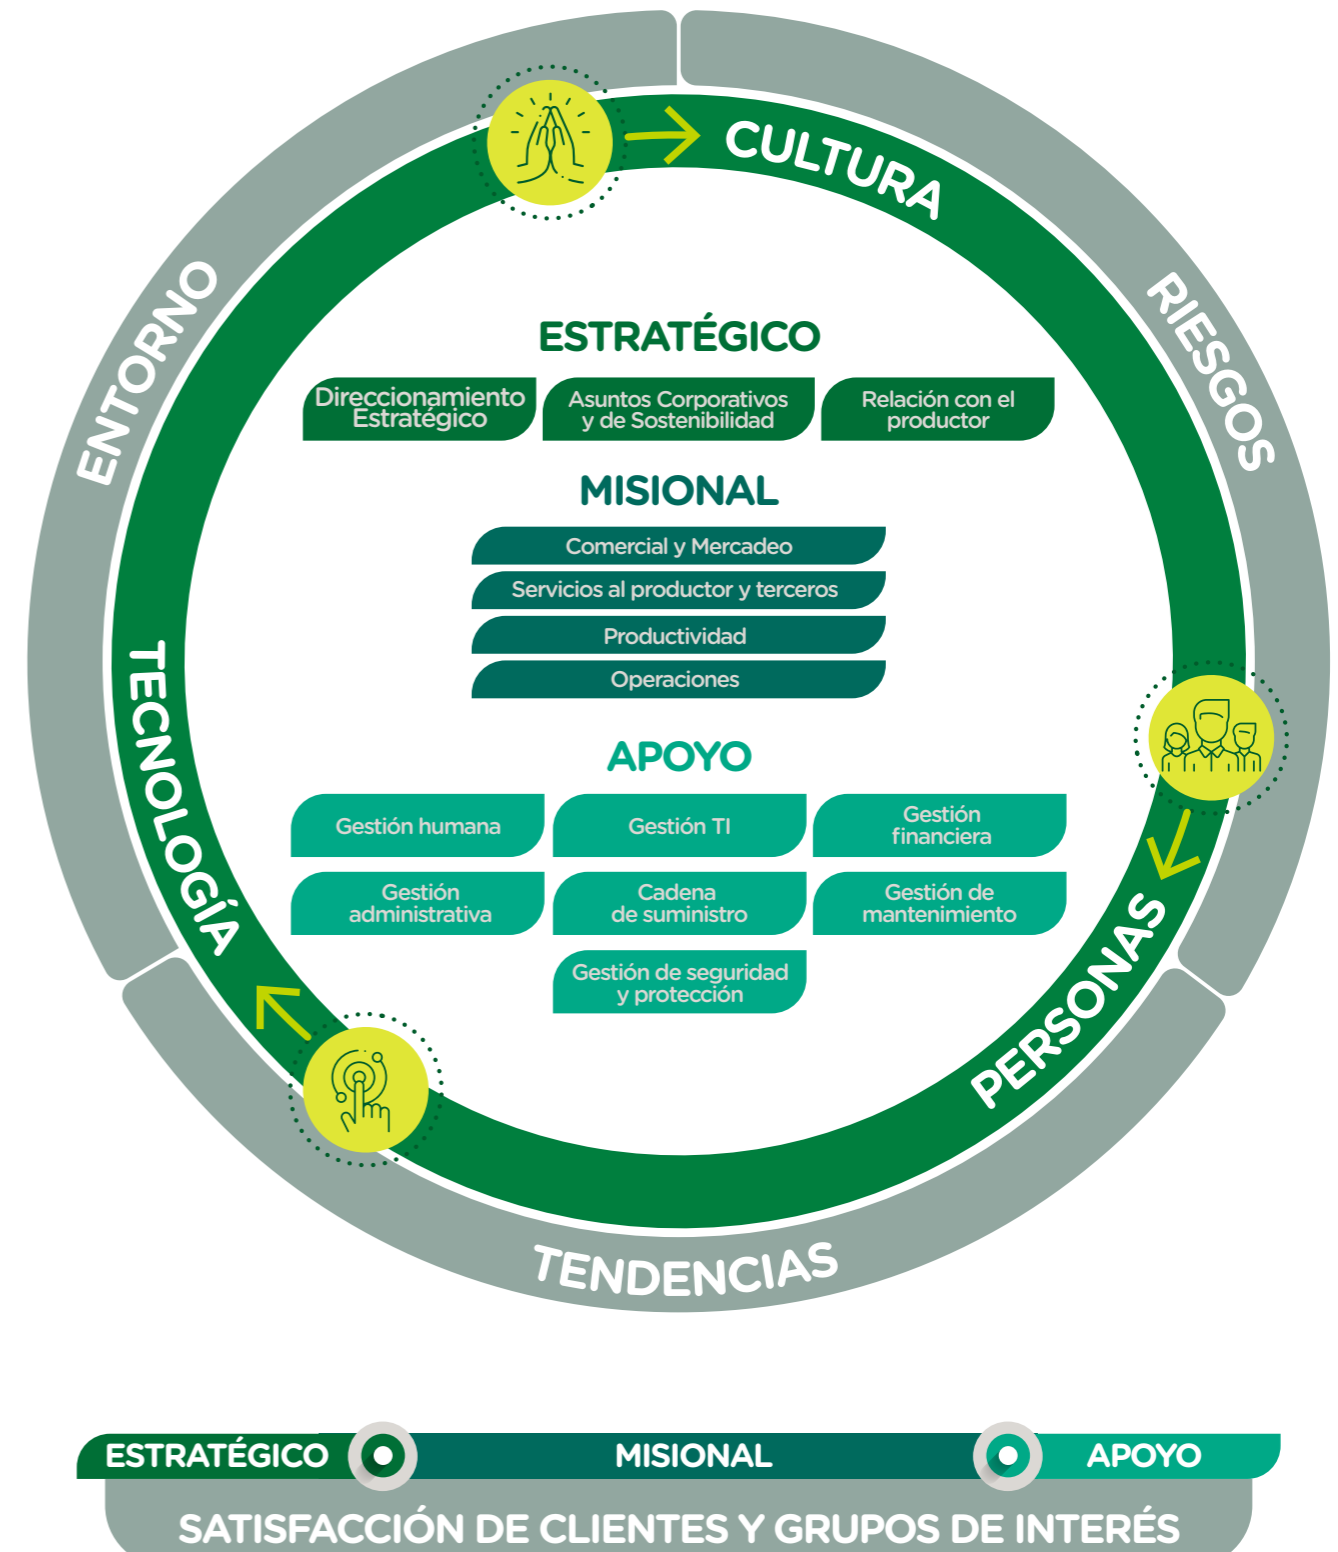 CULTURA
ENTORNO
RIESGOS
ESTRATÉGICO
Direccionamiento
Estratégico
Asuntos Corporativos
y de Sostenibilidad
Relación con el
productor
MISIONAL
Comercial y Mercadeo
Servicios al productor y terceros
Productividad
Operaciones
TECNOLOGÍA
APOYO
Gestión humana
Gestión TI
Gestión
financiera
Gestión
administrativa
Cadena
de suministro
Gestión de
mantenimiento
Gestión de seguridad
y protección
PERSONAS
TENDENCIAS
ESTRATÉGICO
MISIONAL
APOYO
SATISFACCIÓN DE CLIENTES Y GRUPOS DE INTERÉS